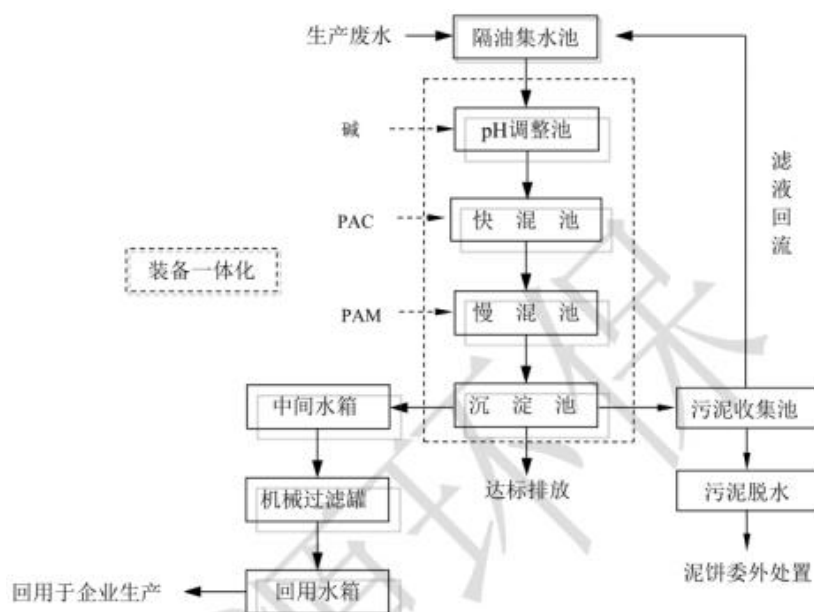 生产废水
隔油集水池
碱
pH调整池
滤液回流
PAC
快 混 池
装备一体化
PAM
慢 混 池
中间水箱
沉 淀 池
污泥收集池
机械过滤罐
达标排放
污泥脱水
回用于企业生产
回用水箱
泥饼委外处置
环保